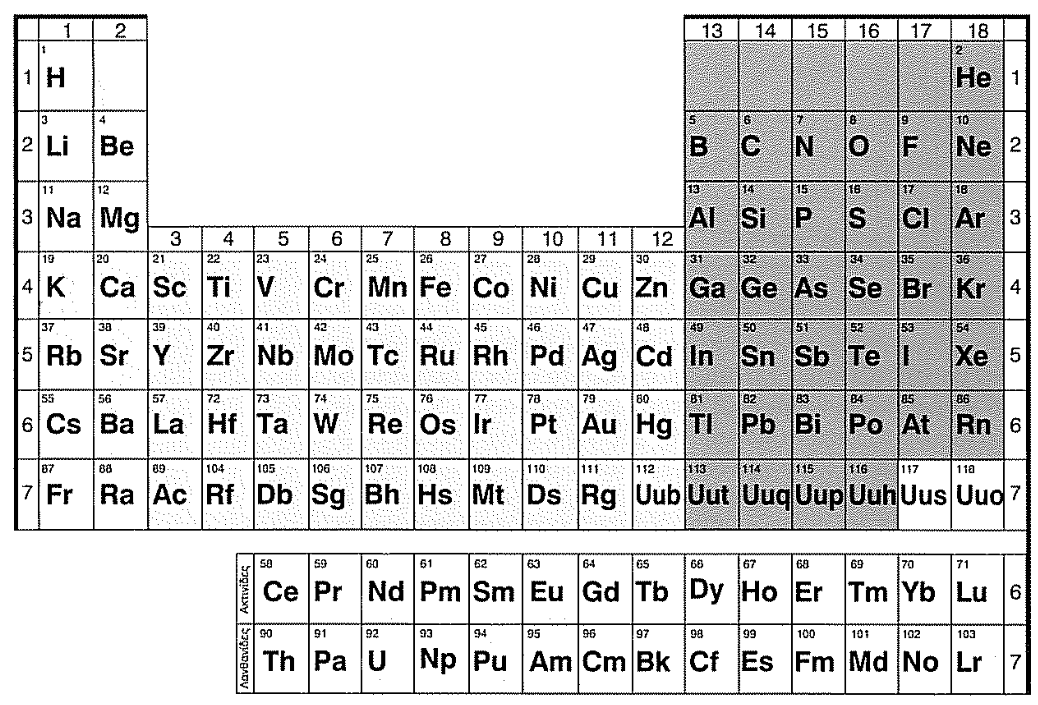 1 2 13 14 15 16 17 18
1 1 H 2 He 1
2 3 Li 4 Be 5 B 6 C 7 N 8 O 9 F 10 Ne 2
3 11 Na 12 Mg 13 Al 14 Si 15 P 16 S 17 Cl 18 Ar 3
3 4 5 6 7 8 9 10 11 12
4 19 K 20 Ca 21 Sc 22 Ti 23 V 24 Cr 25 Mn 26 Fe 27 Co 28 Ni 29 Cu 30 Zn 31 Ga 32 Ge 33 As 34 Se 35 Br 36 Kr 4
5 37 Rb 38 Sr 39 Y 40 Zr 41 Nb 42 Mo 43 Tc 44 Ru 45 Rh 46 Pd 47 Ag 48 Cd 49 In 50 Sn 51 Sb 52 Te 53 I 54 Xe 5
6 55 Cs 56 Ba 57 La 72 Hf 73 Ta 74 W 75 Re 76 Os 77 Ir 78 Pt 79 Au 80 Hg 81 Tl 82 Pb 83 Bi 84 Po 85 At 86 Rn 6
7 87 Fr 88 Ra 89 Ac 104 Rf 105 Db 106 Sg 107 Bh 108 Hs 109 Mt 110 Ds 111 Rg 112 Uub 113 Uut 114 Uuq 115 Uup 116 Uuh 117 Uus 118 Uuo 7
Ακτινίδες 58 Ce 59 Pr 60 Nd 61 Pm 62 Sm 63 Eu 64 Gd 65 Tb 66 Dy 67 Ho 68 Er 69 Tm 70 Yb 71 Lu 6
Λανθανίδες 90 Th 91 Pa 92 U 93 Np 94 Pu 95 Am 96 Cm 97 Bk 98 Cf 99 Es 100 Fm 101 Md 102 No 103 Lr 7